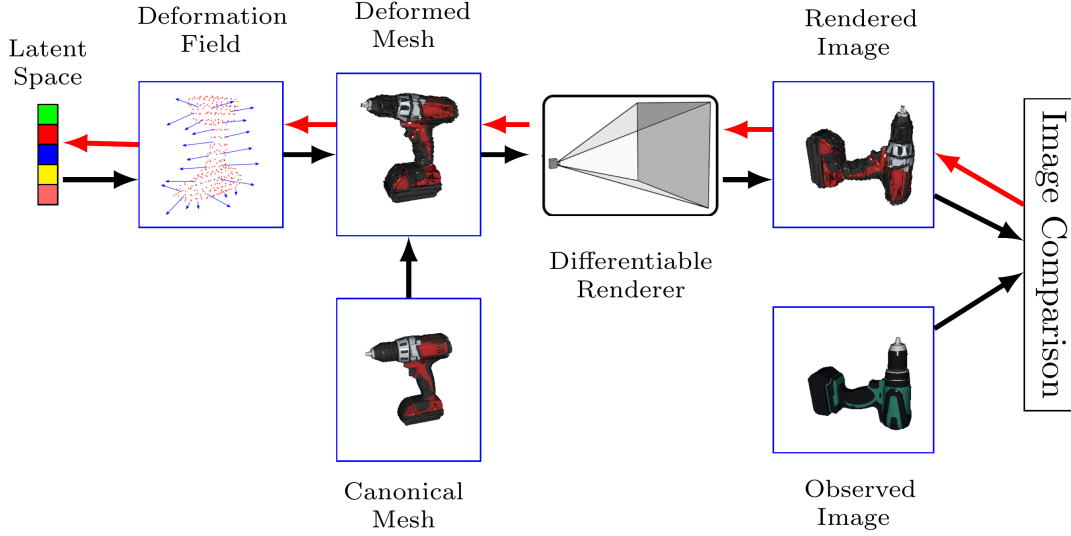 Deformation
Field
Deformed
Mesh
Rendered
Image
Latent
Space
Image Comparison
Differentiable
Renderer
Canonical
Mesh
Observed
Image